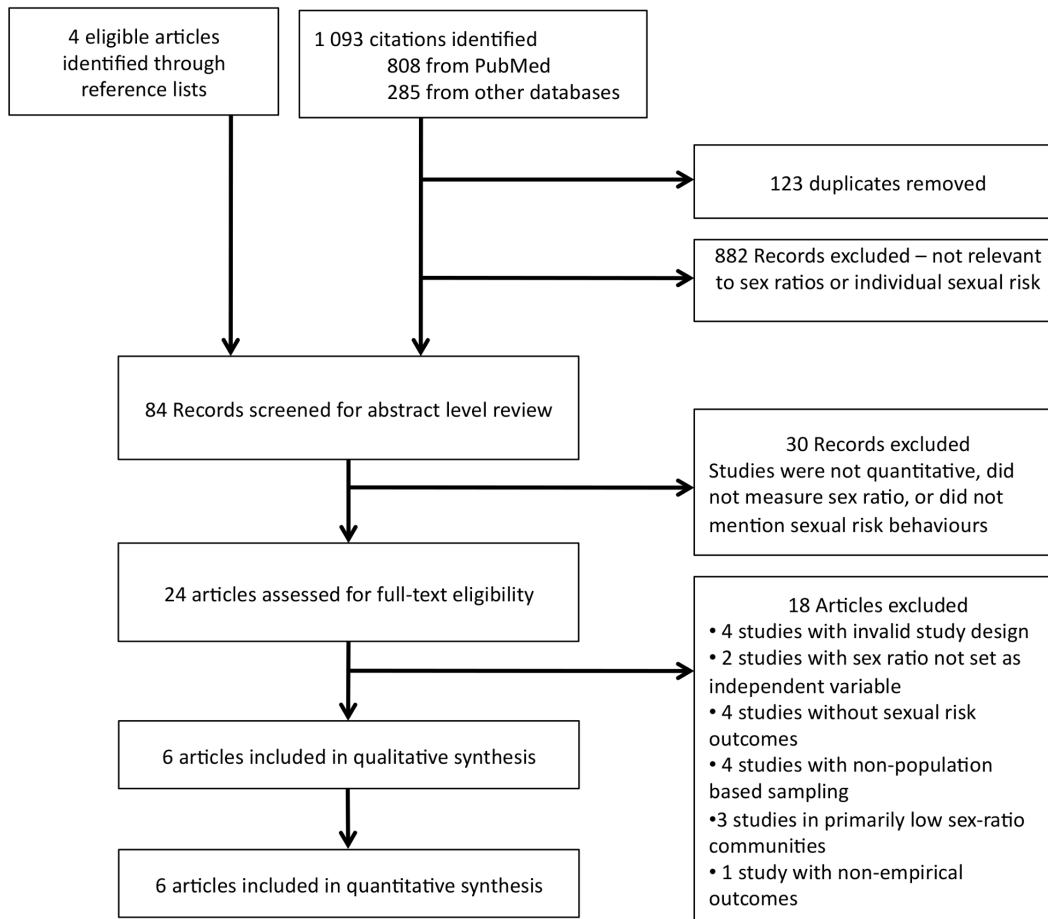 4 eligible articles
identified through
reference lists
1 093 citations identified
808 from PubMed
285 from other databases
123 duplicates removed
882 Records excluded – not relevant
to sex ratios or individual sexual risk
84 Records screened for abstract level review
30 Records excluded
Studies were not quantitative, did
not measure sex ratio, or did not
mention sexual risk behaviours
24 articles assessed for full-text eligibility
18 Articles excluded
• 4 studies with invalid study design
• 2 studies with sex ratio not set as
independent variable
• 4 studies without sexual risk
outcomes
• 4 studies with non-population
based sampling
•3 studies in primarily low sex-ratio
communities
• 1 study with non-empirical
outcomes
6 articles included in qualitative synthesis
6 articles included in quantitative synthesis